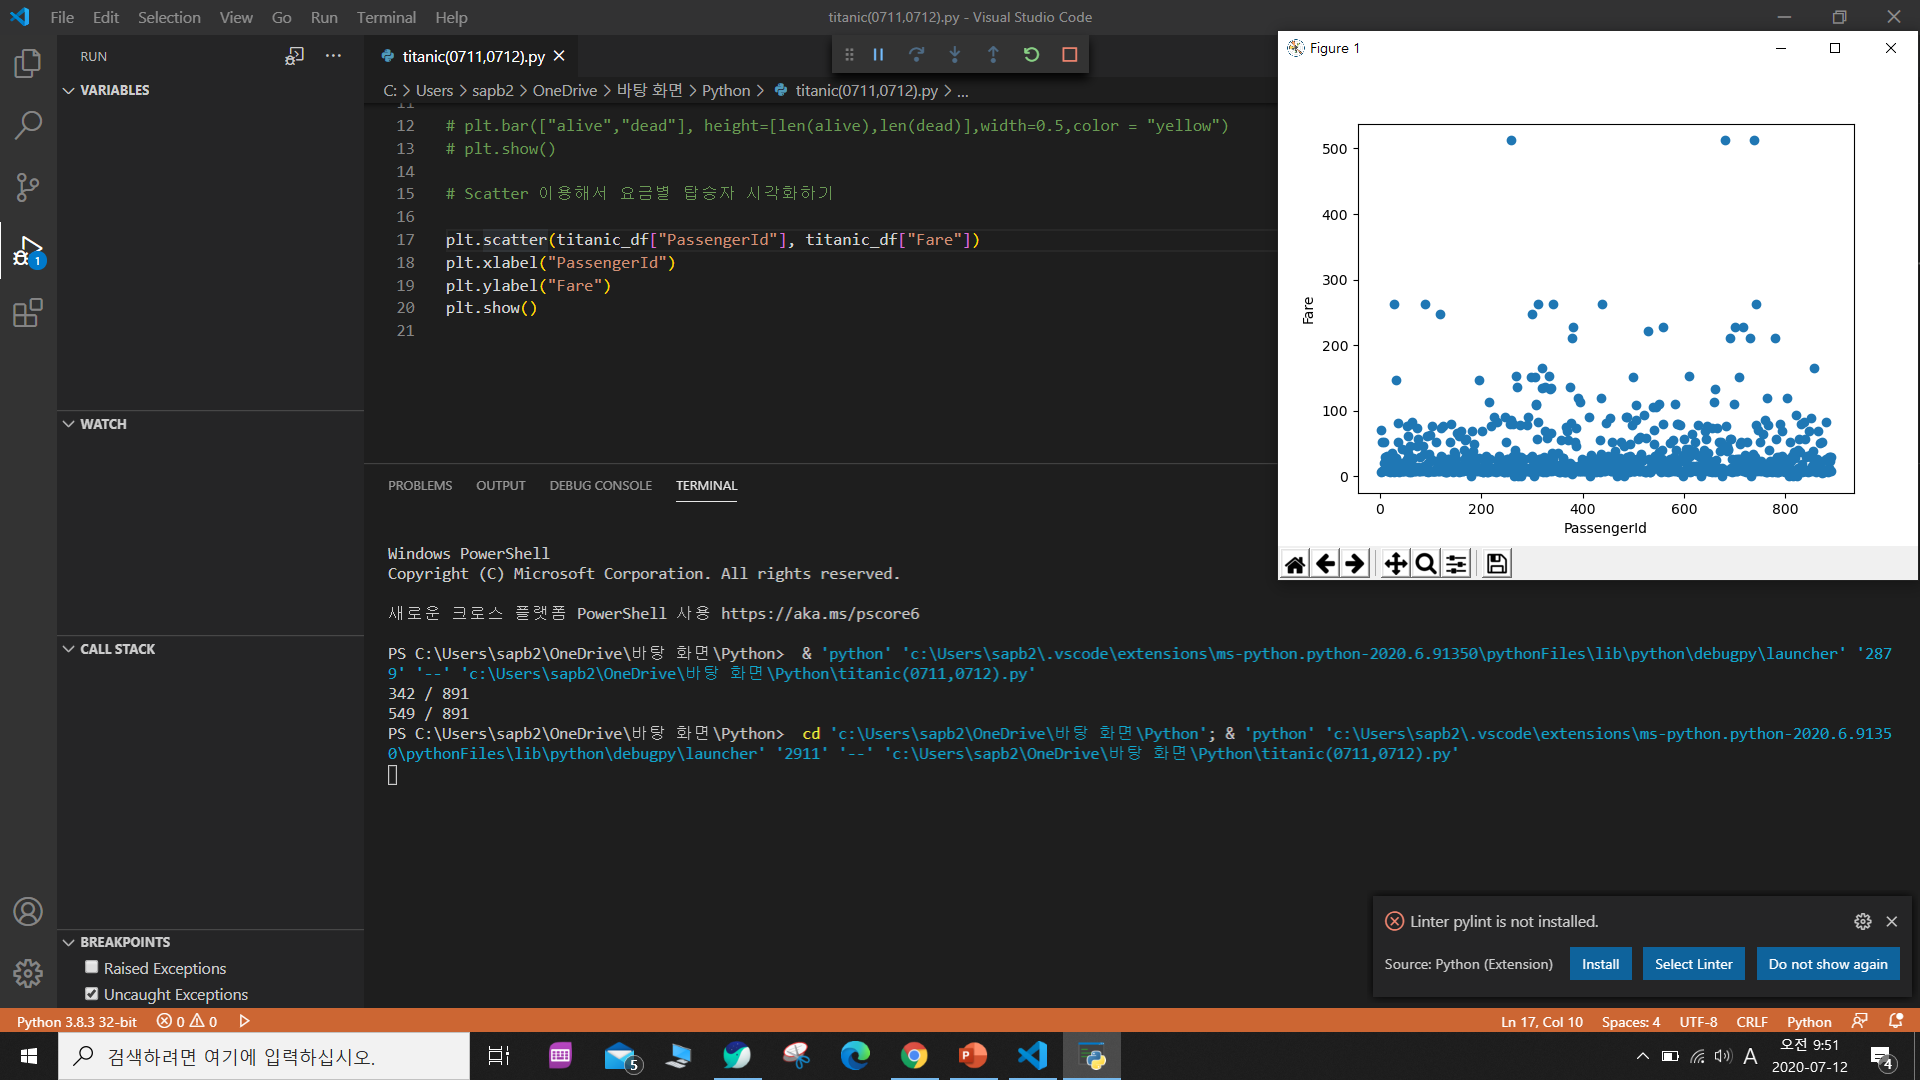 File Edit Selection View Go Run Terminal Help
titanic(0711,0712).py - Visual Studio Code
RUN
VARIABLES
WATCH
CALL STACK
BREAKPOINTS
Raised Exceptions
Uncaught Exceptions
1
titanic(0711,0712).py
C: > Users > sapb2 > OneDrive > 바탕 화면 > Python > titanic(0711,0712).py > ...
11
12 # plt.bar(["alive","dead"], height=[len(alive),len(dead)],width=0.5,color = "yellow")
13 # plt.show()
14
15 # Scatter 이용해서 요금별 탑승자 시각화하기
16
17 plt.scatter(titanic_df["PassengerId"], titanic_df["Fare"])
18 plt.xlabel("PassengerId")
19 plt.ylabel("Fare")
20 plt.show()
21
PROBLEMS OUTPUT DEBUG CONSOLE TERMINAL
Windows PowerShell
Copyright (C) Microsoft Corporation. All rights reserved.
새로운 크로스 플랫폼 PowerShell 사용 https://aka.ms/pscore6
PS C:\Users\sapb2\OneDrive\바탕 화면\Python>  & 'python' 'c:\Users\sapb2\.vscode\extensions\ms-python.python-2020.6.91350\pythonFiles\lib\python\debugpy\launcher' '287
9' '--' 'c:\Users\sapb2\OneDrive\바탕 화면\Python\titanic(0711,0712).py'
342 / 891
549 / 891
PS C:\Users\sapb2\OneDrive\바탕 화면\Python>  cd 'c:\Users\sapb2\OneDrive\바탕 화면\Python'; & 'python' 'c:\Users\sapb2\.vscode\extensions\ms-python.python-2020.6.9135
0\pythonFiles\lib\python\debugpy\launcher' '2911' '--' 'c:\Users\sapb2\OneDrive\바탕 화면\Python\titanic(0711,0712).py'
Figure 1
500
400
300
200
100
0
Fare
0 200 400 600 800
PassengerId
Linter pylint is not installed.
Source: Python (Extension) Install Select Linter Do not show again
Python 3.8.3 32-bit 0 0
Ln 17, Col 10 Spaces: 4 UTF-8 CRLF Python
검색하려면 여기에 입력하십시오.
5
A
오전 9:51
2020-07-12
4